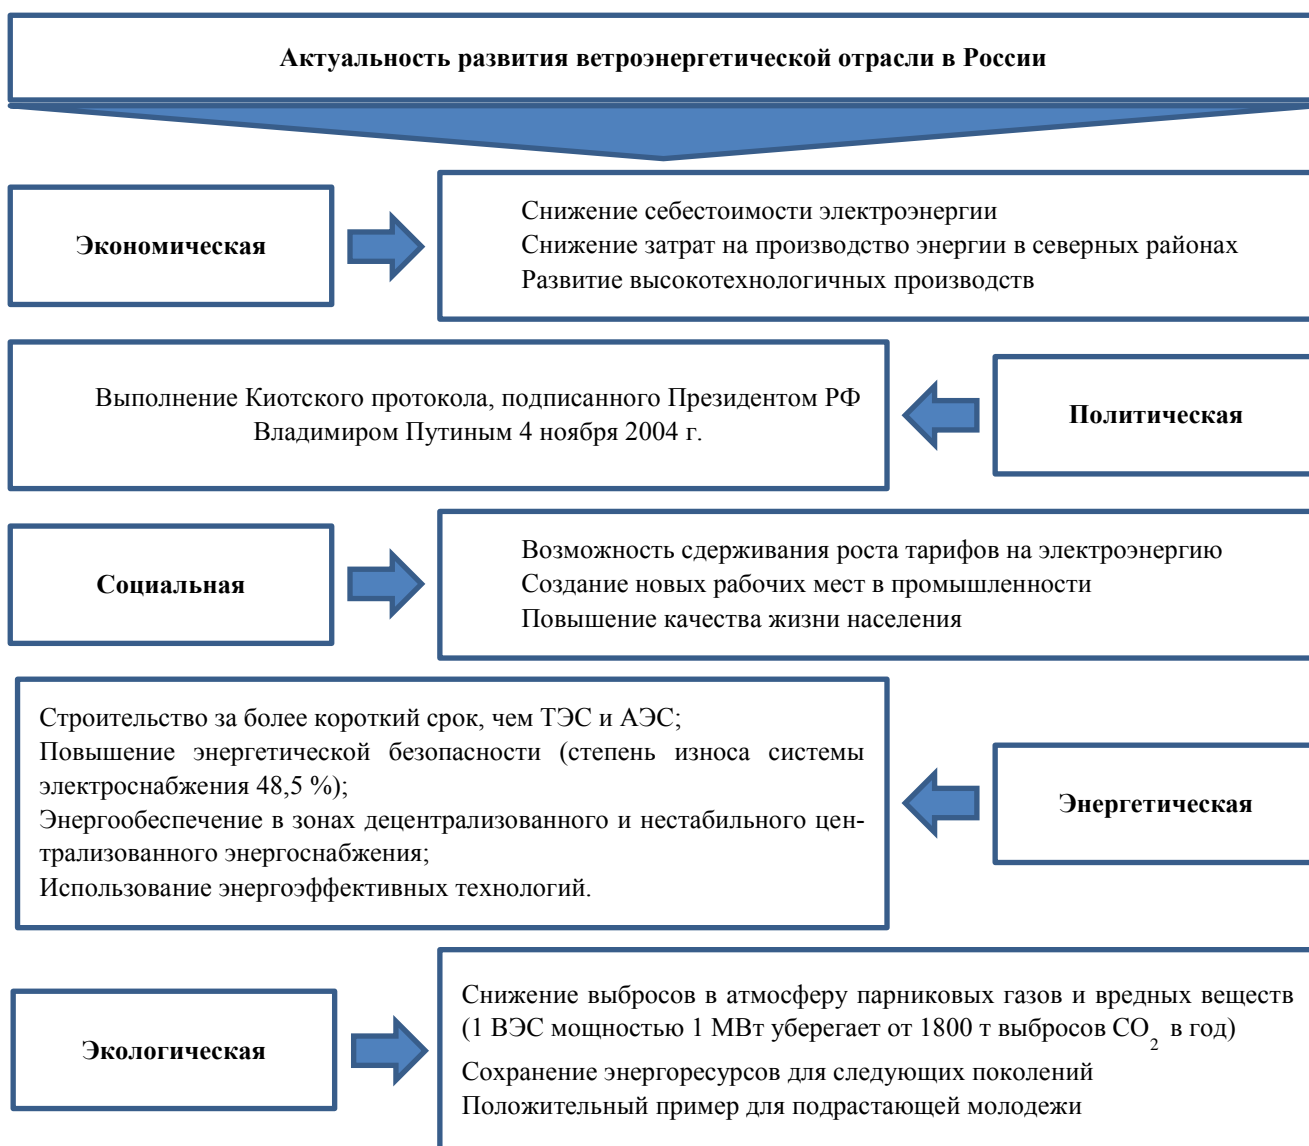 Актуальность развития ветроэнергетической отрасли в России
Экономическая
Снижение себестоимости электроэнергии
Снижение затрат на производство энергии в северных районах
Развитие высокотехнологичных производств
Выполнение Киотского протокола, подписанного Президентом РФ
Владимиром Путиным 4 ноября 2004 г.
Политическая
Социальная
Возможность сдерживания роста тарифов на электроэнергию
Создание новых рабочих мест в промышленности
Повышение качества жизни населения
Строительство за более короткий срок, чем ТЭС и АЭС;
Повышение энергетической безопасности (степень износа системы
электроснабжения 48,5 %);
Энергообеспечение в зонах децентрализованного и нестабильного цен-
трализованного энергоснабжения;
Использование энергоэффективных технологий.
Энергетическая
Экологическая
Снижение выбросов в атмосферу парниковых газов и вредных веществ
(1 ВЭС мощностью 1 МВт уберегает от 1800 т выбросов CO₂ в год)
Сохранение энергоресурсов для следующих поколений
Положительный пример для подрастающей молодежи